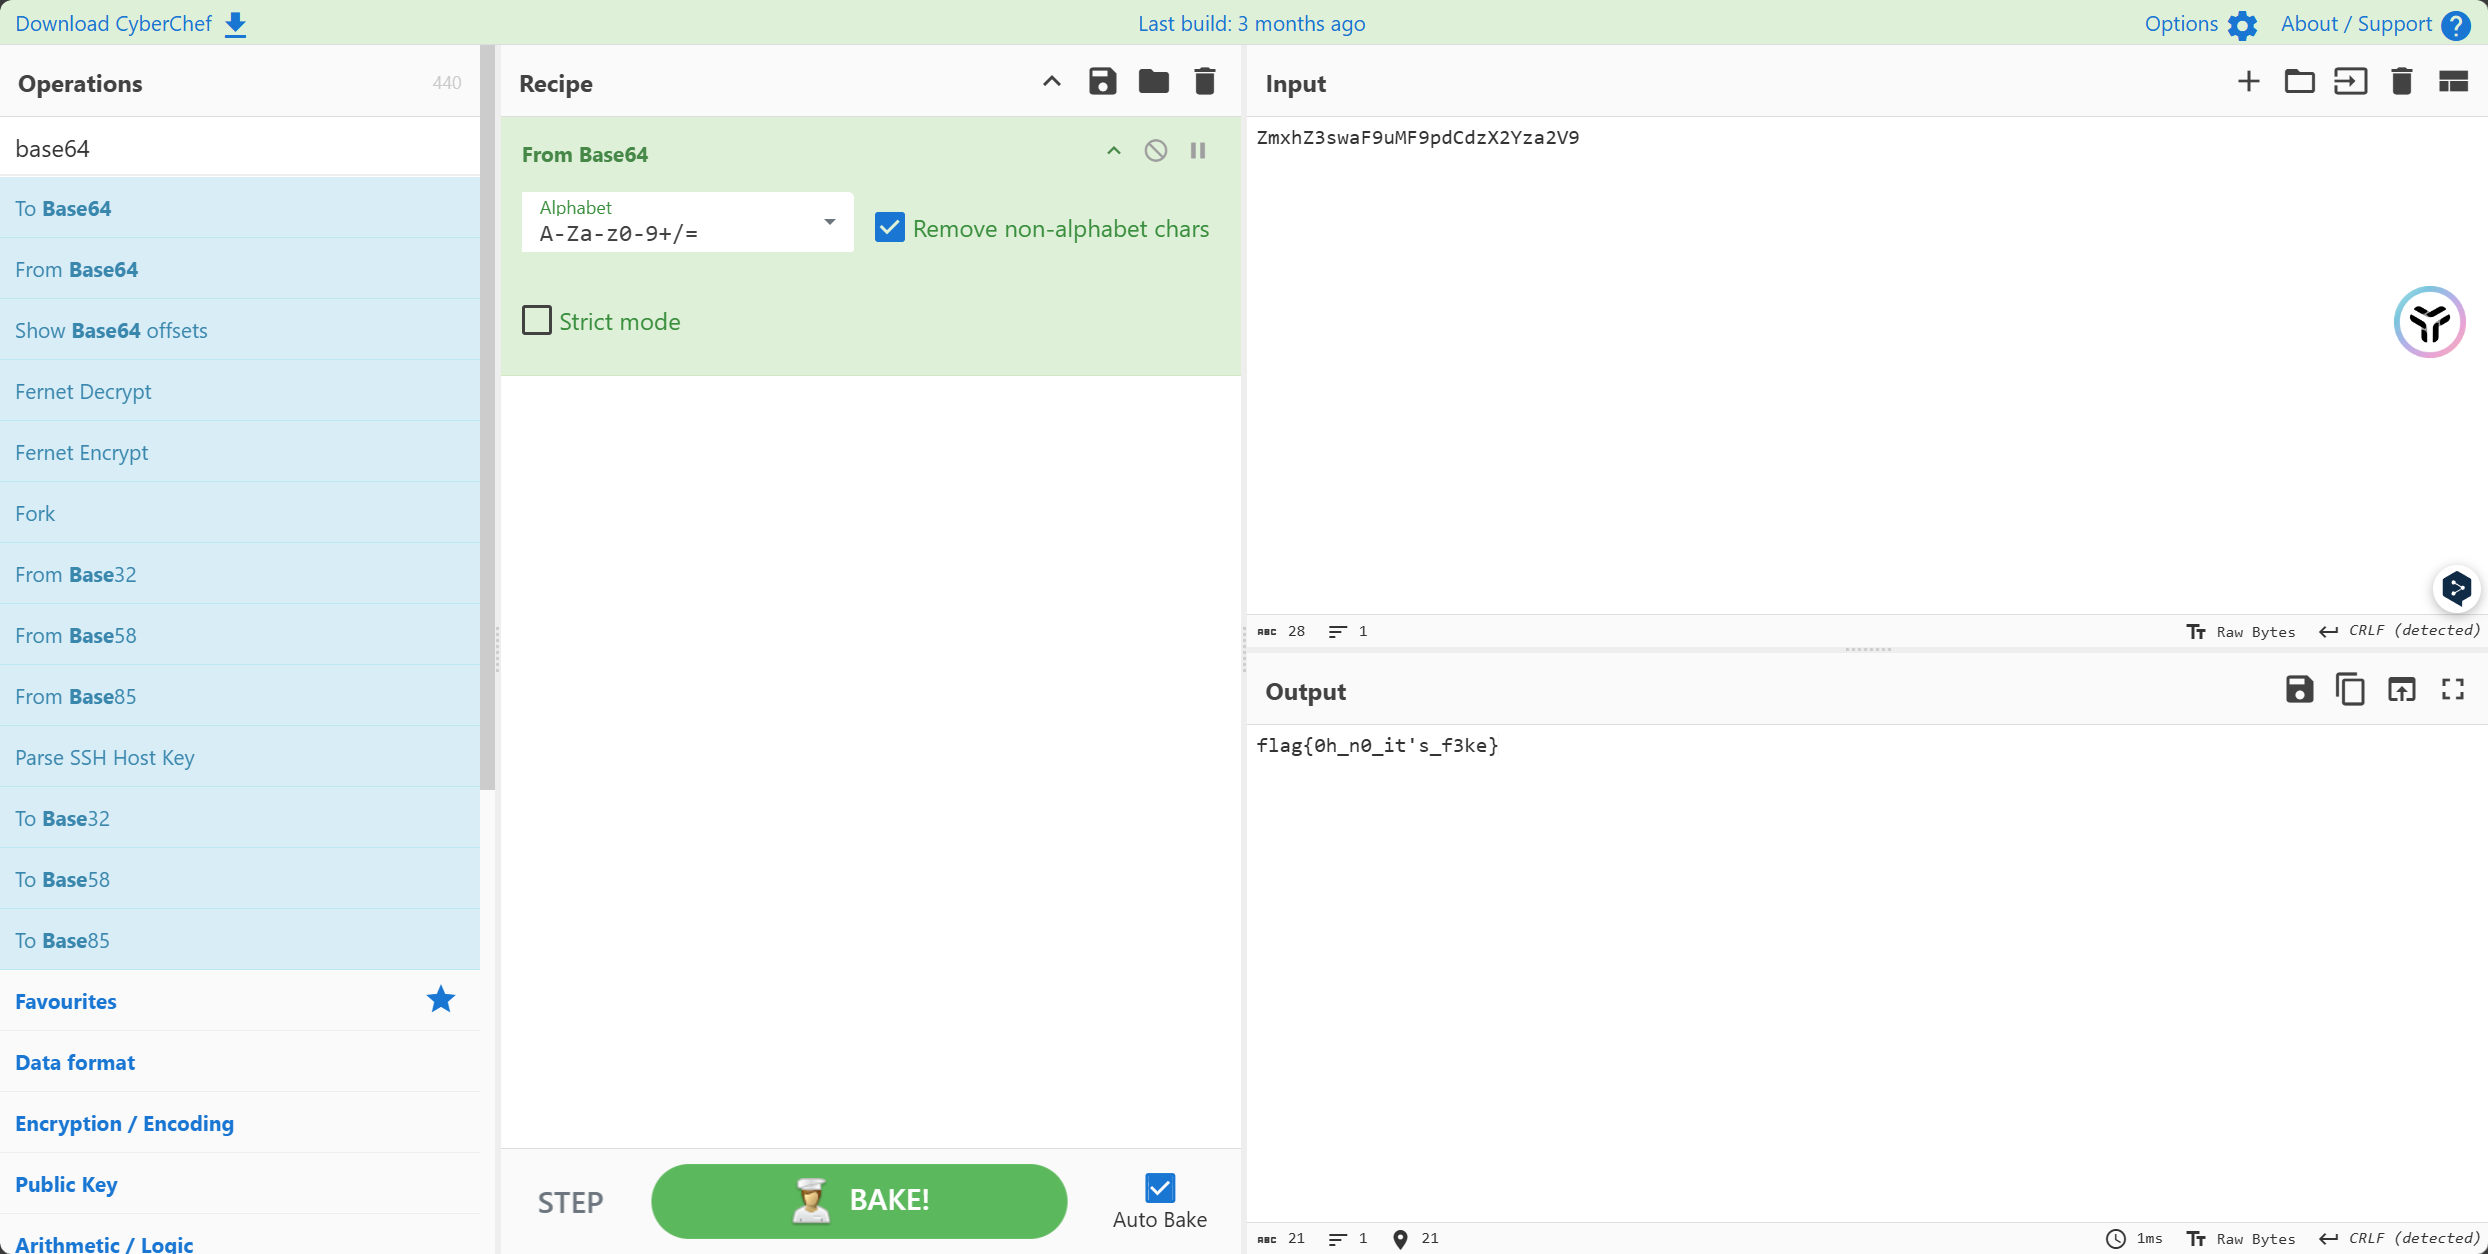 Download CyberChef
Last build: 3 months ago
Options
About / Support
Operations
440
base64
To Base64
From Base64
Show Base64 offsets
Fernet Decrypt
Fernet Encrypt
Fork
From Base32
From Base58
From Base85
Parse SSH Host Key
To Base32
To Base58
To Base85
Favourites
Data format
Encryption / Encoding
Public Key
Arithmetic / Logic
Recipe
From Base64
Alphabet
A-Za-z0-9+/=
Remove non-alphabet chars
Strict mode
STEP
BAKE!
Auto Bake
Input
ZmxhZ3swaF9uMF9pdCdzX2Yza2V9
ABC 28
1
Tt Raw Bytes
CRLF (detected)
Output
flag{0h_n0_it's_f3ke}
ABC 21
1
21
1ms
Tt Raw Bytes
CRLF (detected)